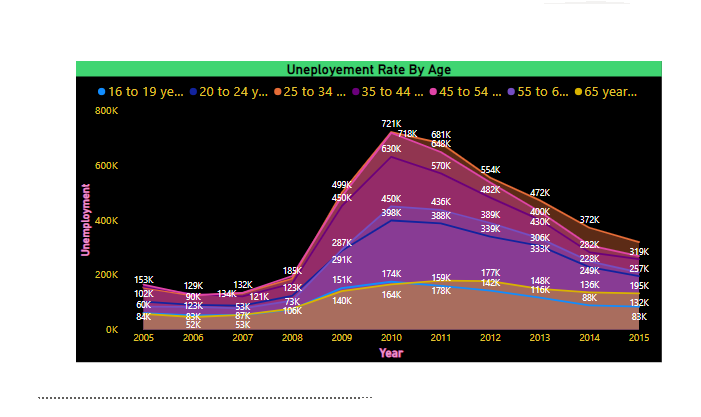 Uneployement Rate By Age
16 to 19 ye... 20 to 24 y... 25 to 34 ... 35 to 44 ... 45 to 54 ... 55 to 6... 65 year...
800K
600K
400K
200K
0K
Unemployment
721K
718K
681K
648K
630K
570K
554K
499K
482K
472K
450K
450K
436K
430K
400K
398K
388K
389K
372K
339K
333K
319K
306K
291K
287K
282K
257K
249K
228K
195K
185K
177K
178K
174K
164K
159K
153K
151K
148K
142K
140K
136K
134K
132K
132K
129K
123K
123K
121K
116K
106K
102K
90K
88K
87K
84K
83K
83K
73K
60K
53K
53K
52K
2005 2006 2007 2008 2009 2010 2011 2012 2013 2014 2015
Year